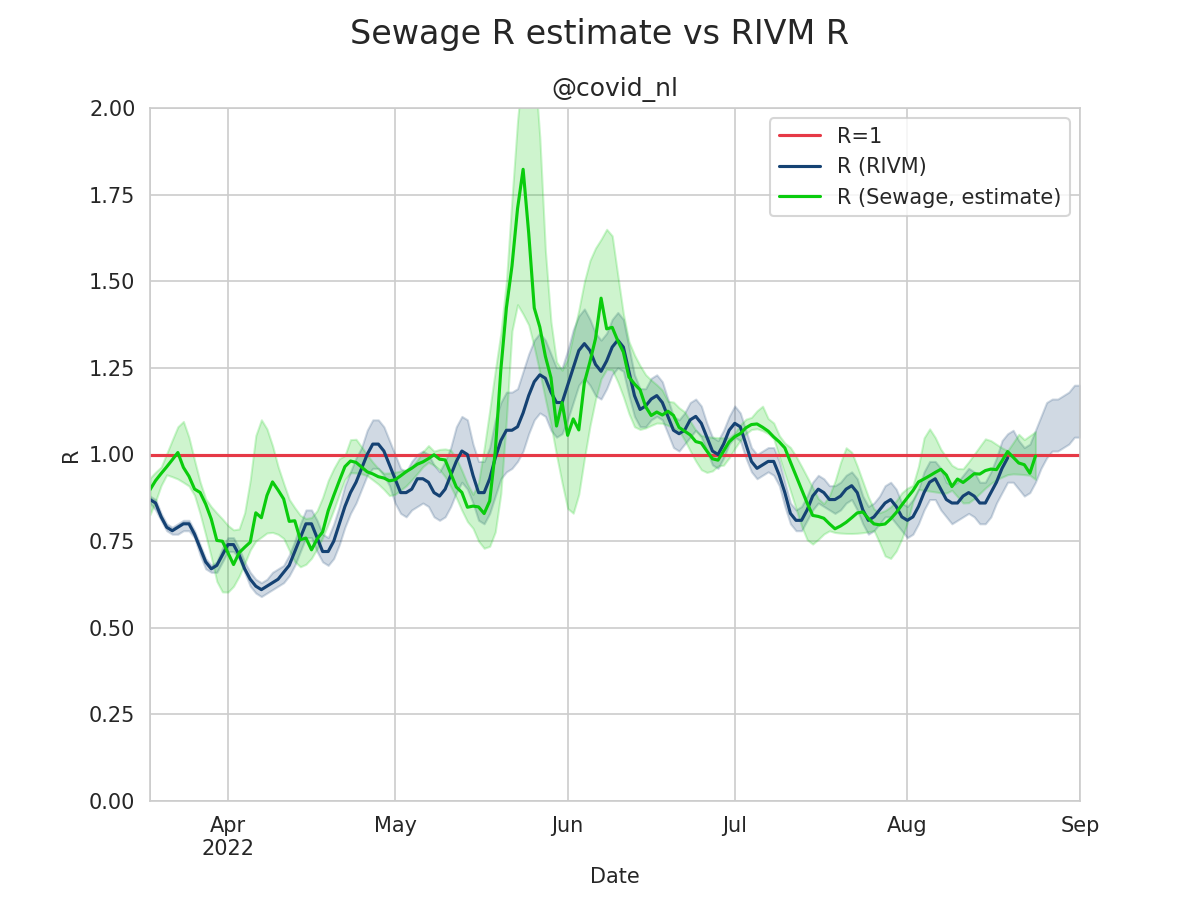 Sewage R estimate vs RIVM R
@covid_nl
R=1
R (RIVM)
R (Sewage, estimate)
2.00
1.75
1.50
1.25
1.00
0.75
0.50
0.25
0.00
R
Apr
2022
May
Jun
Jul
Aug
Sep
Date